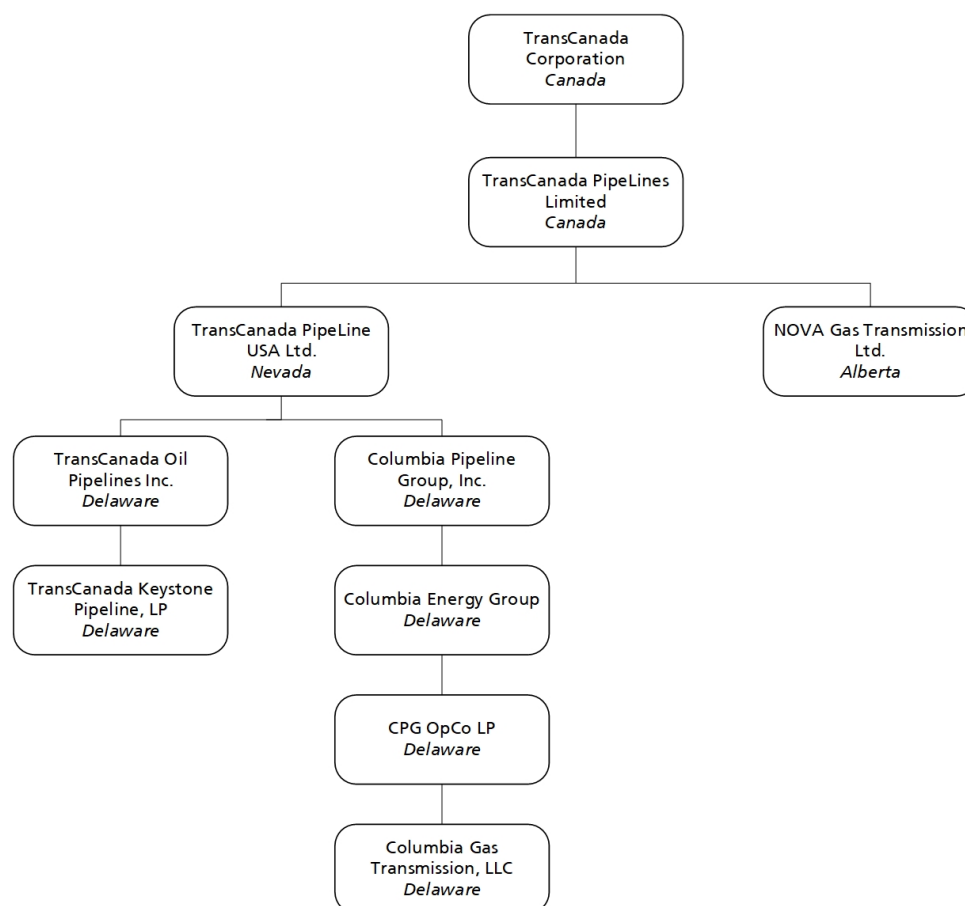 TransCanada
Corporation
Canada
TransCanada PipeLines
Limited
Canada
TransCanada PipeLine
USA Ltd.
Nevada
NOVA Gas Transmission
Ltd.
Alberta
TransCanada Oil
Pipelines Inc.
Delaware
Columbia Pipeline
Group, Inc.
Delaware
TransCanada Keystone
Pipeline, LP
Delaware
Columbia Energy Group
Delaware
CPG OpCo LP
Delaware
Columbia Gas
Transmission, LLC
Delaware